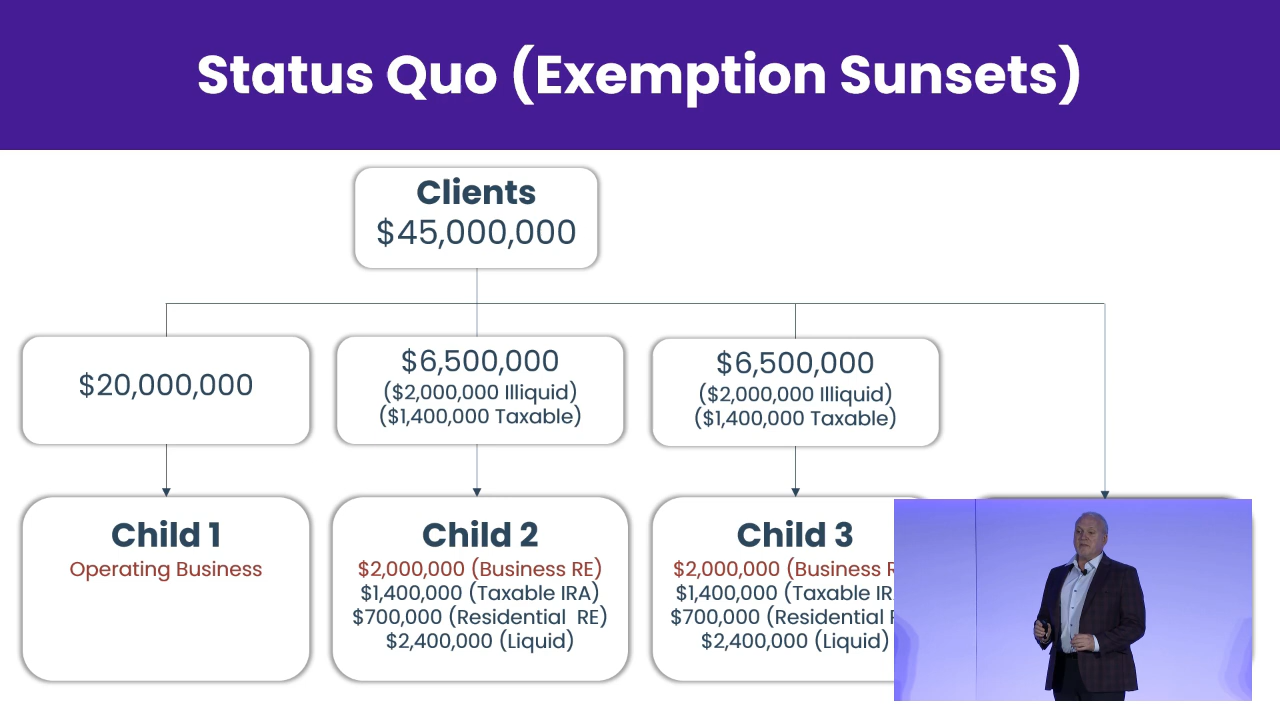 Status Quo (Exemption Sunsets)
Clients
$45,000,000
$20,000,000
$6,500,000
($2,000,000 Illiquid)
($1,400,000 Taxable)
$6,500,000
($2,000,000 Illiquid)
($1,400,000 Taxable)
Child 1
Operating Business
Child 2
$2,000,000 (Business RE)
$1,400,000 (Taxable IRA)
$700,000 (Residential RE)
$2,400,000 (Liquid)
Child 3
$2,000,000 (Business
$1,400,000 (Taxable
$700,000 (Residential
$2,400,000 (Liquid)